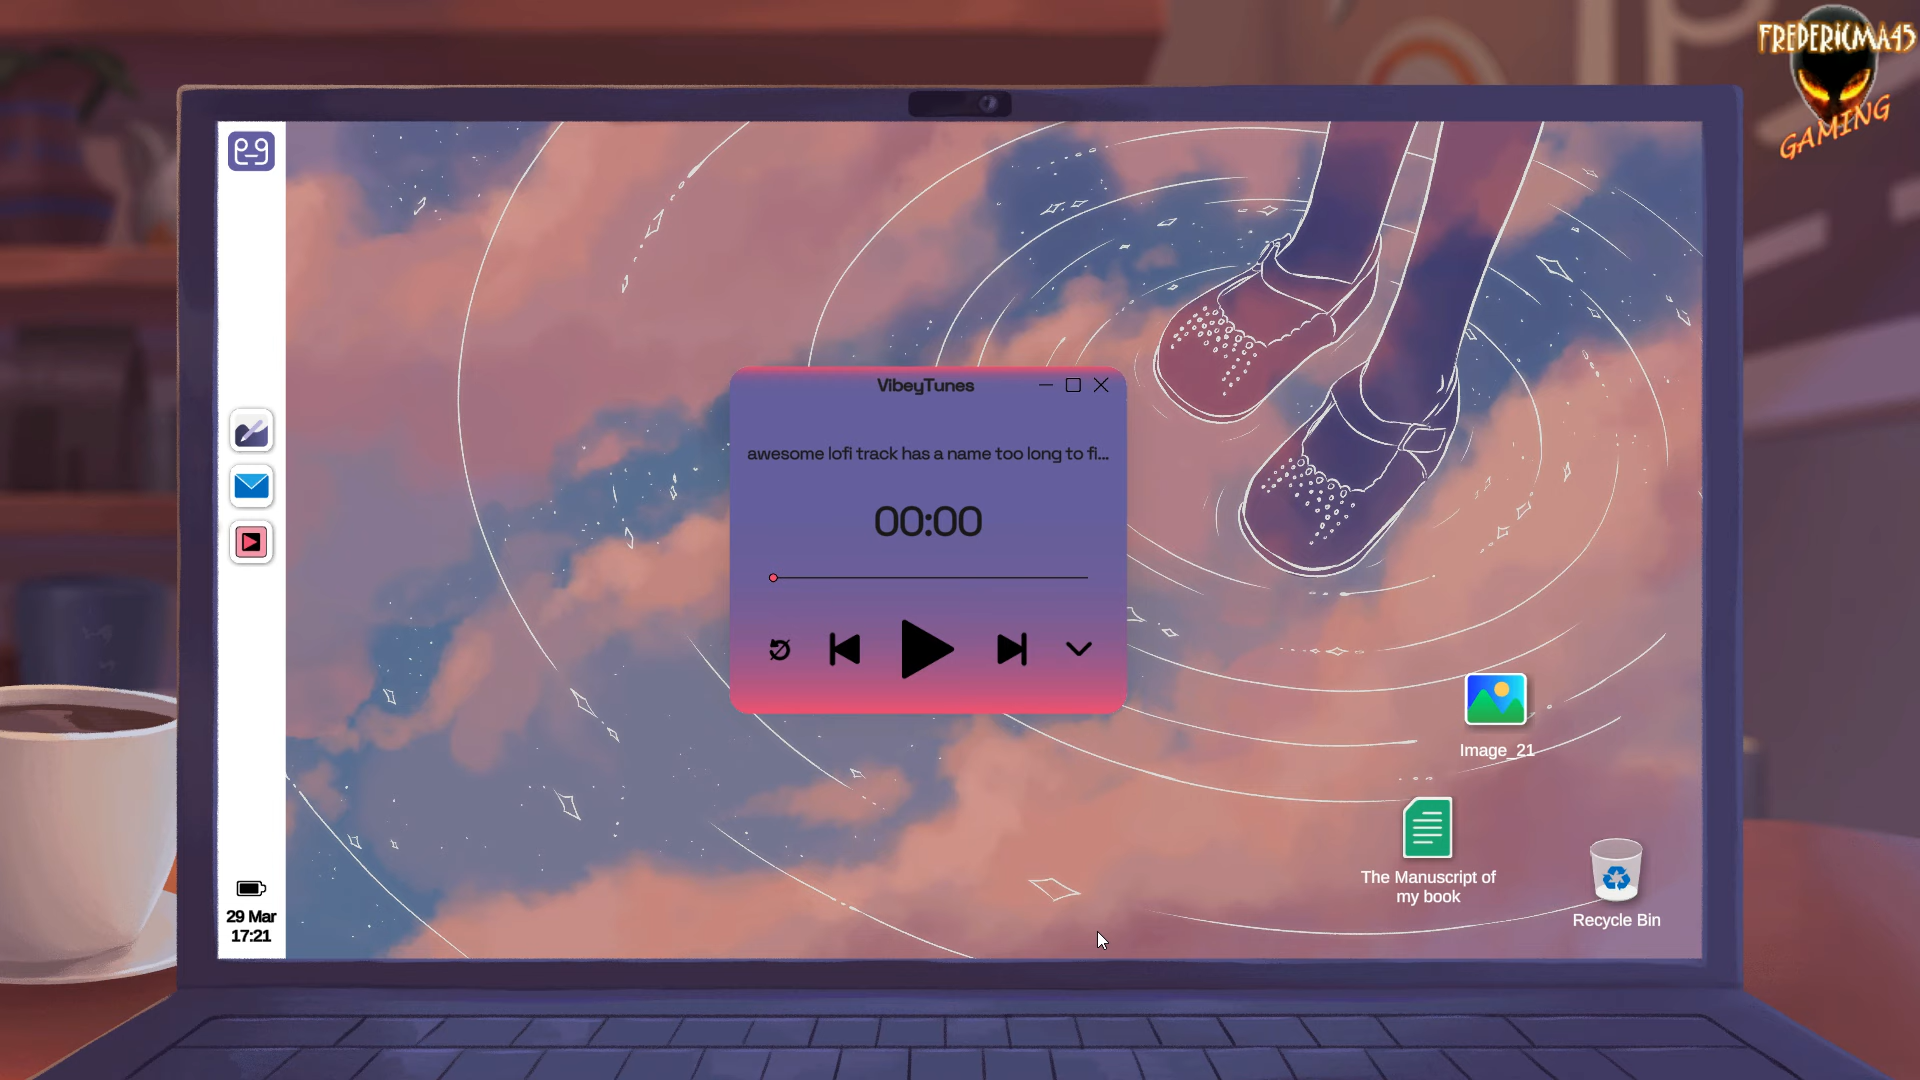 FREDERICMA45
GAMING
VibeyTunes
awesome lofi track has a name too long to fi...
00:00
Image_21
The Manuscript of
my book
Recycle Bin
29 Mar
17:21